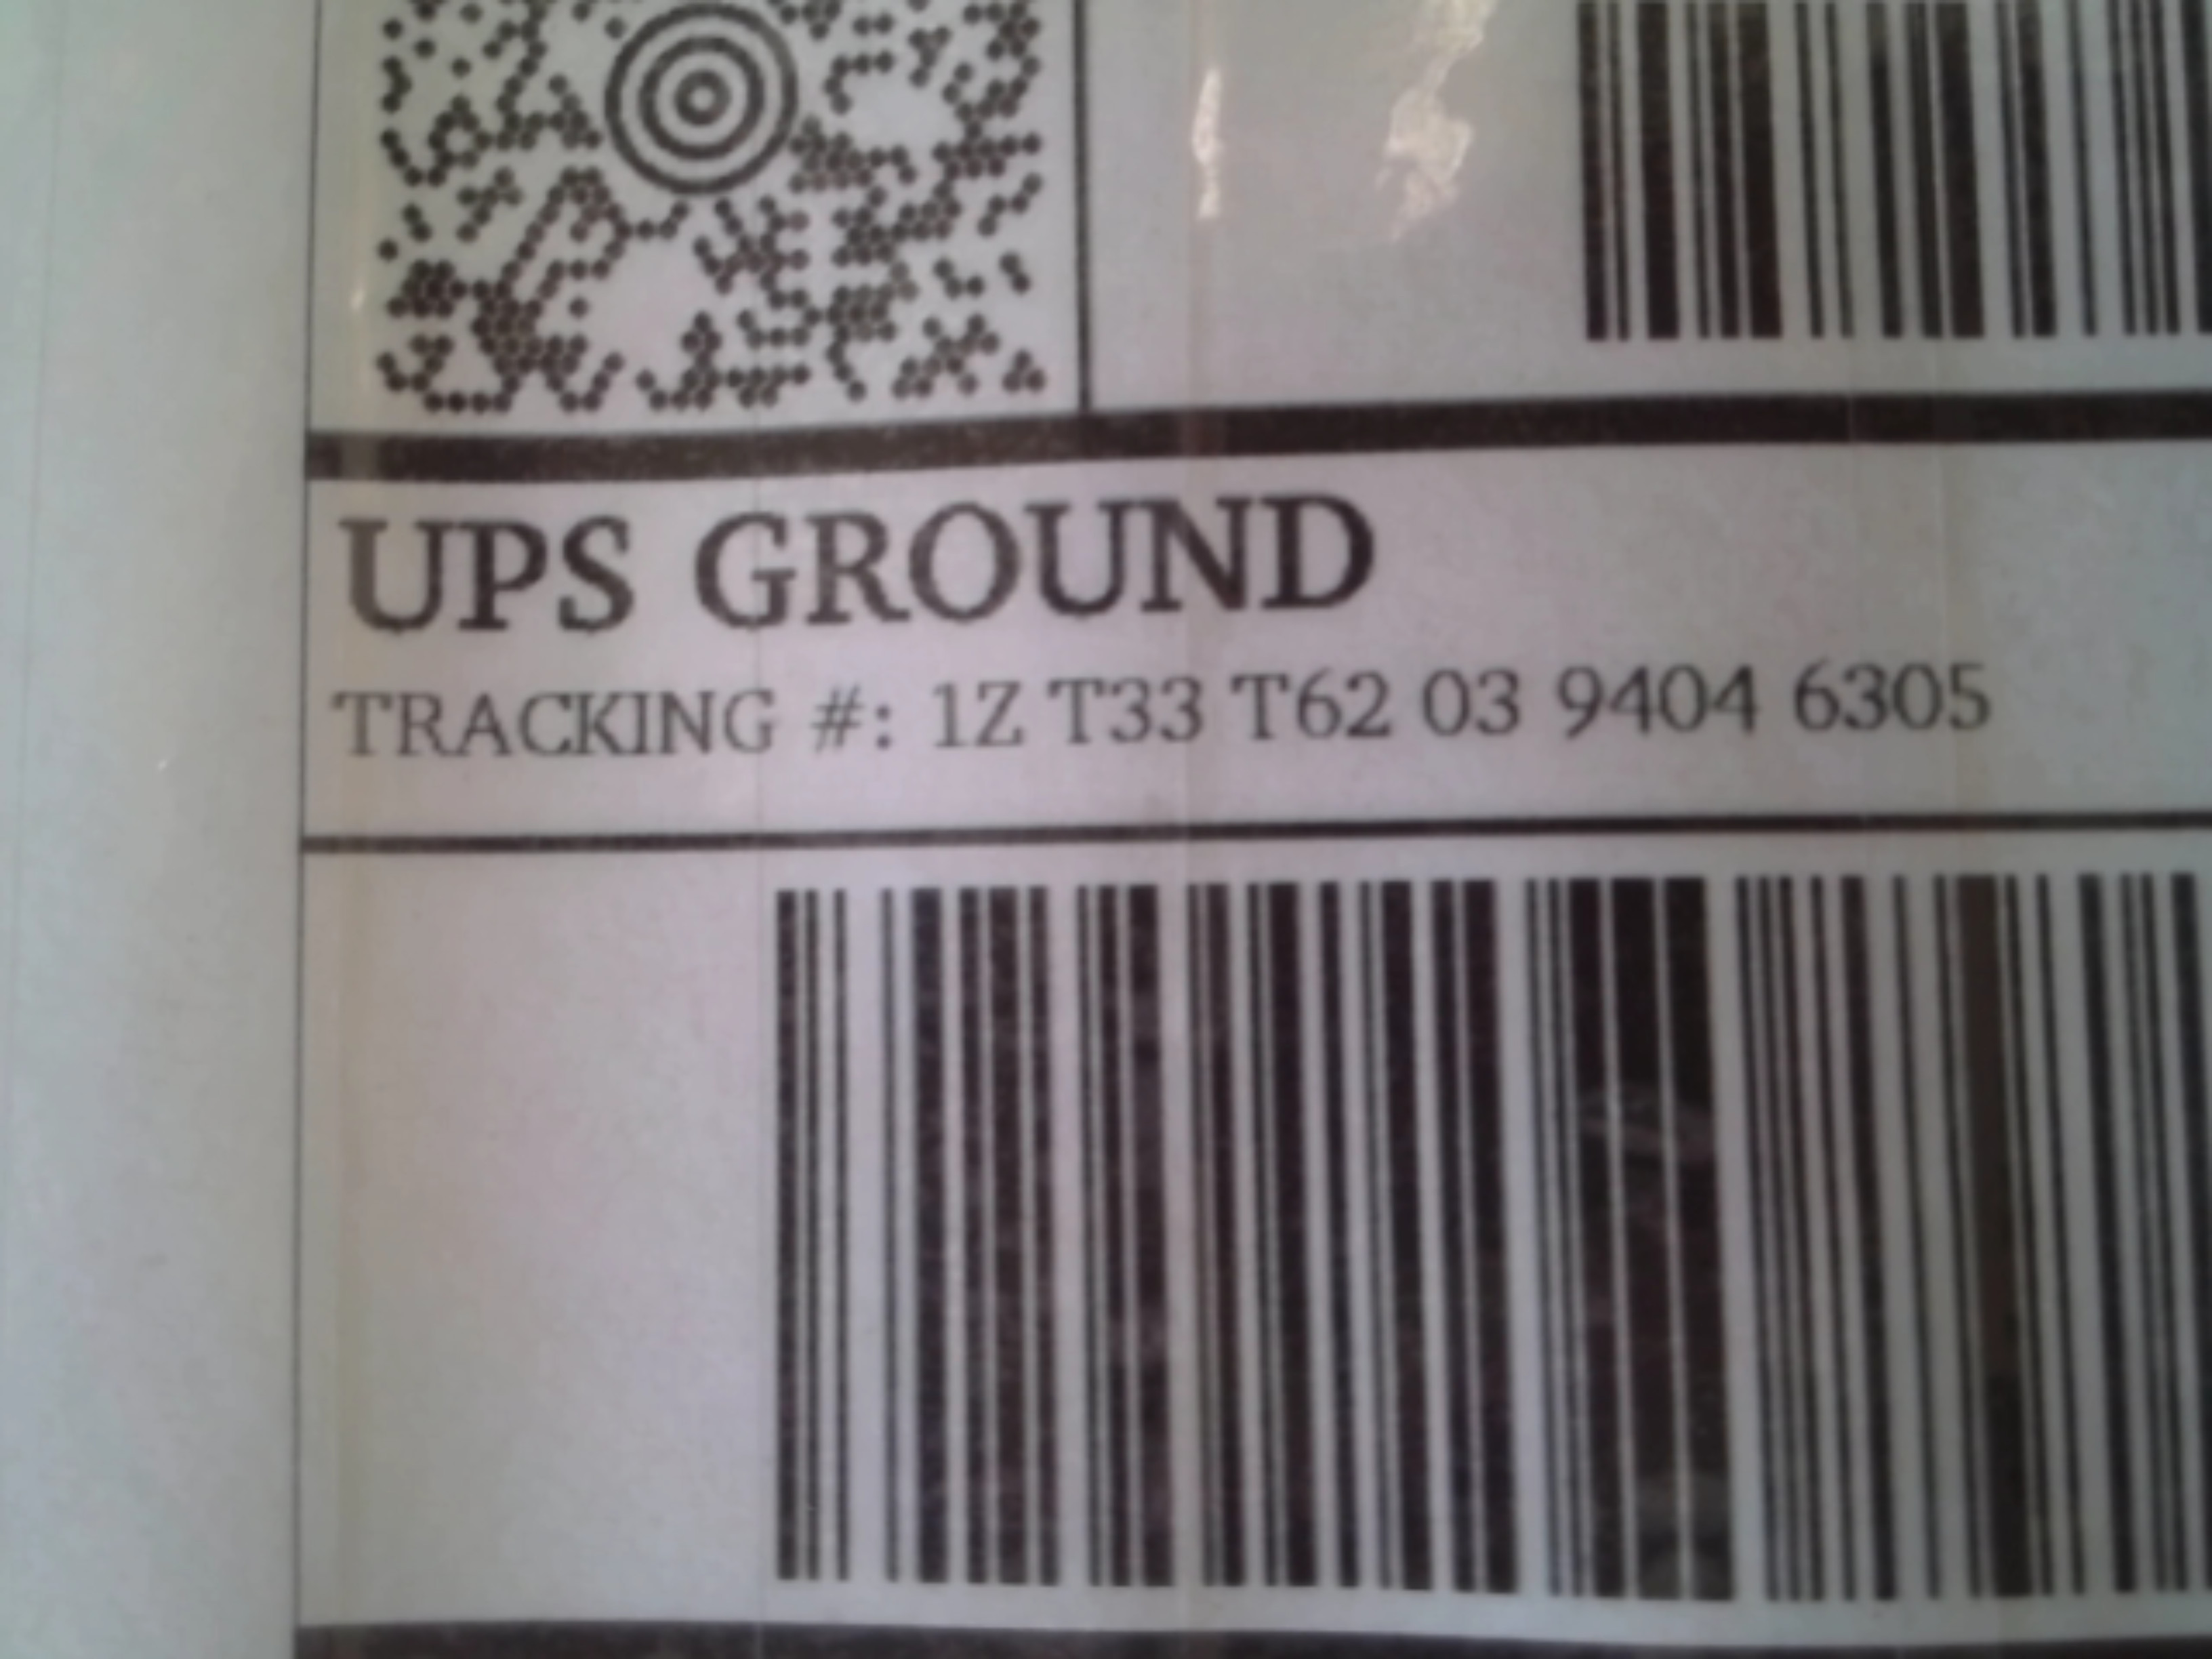 UPS GROUND
TRACKING #: 1Z T33 T62 03 9404 6305